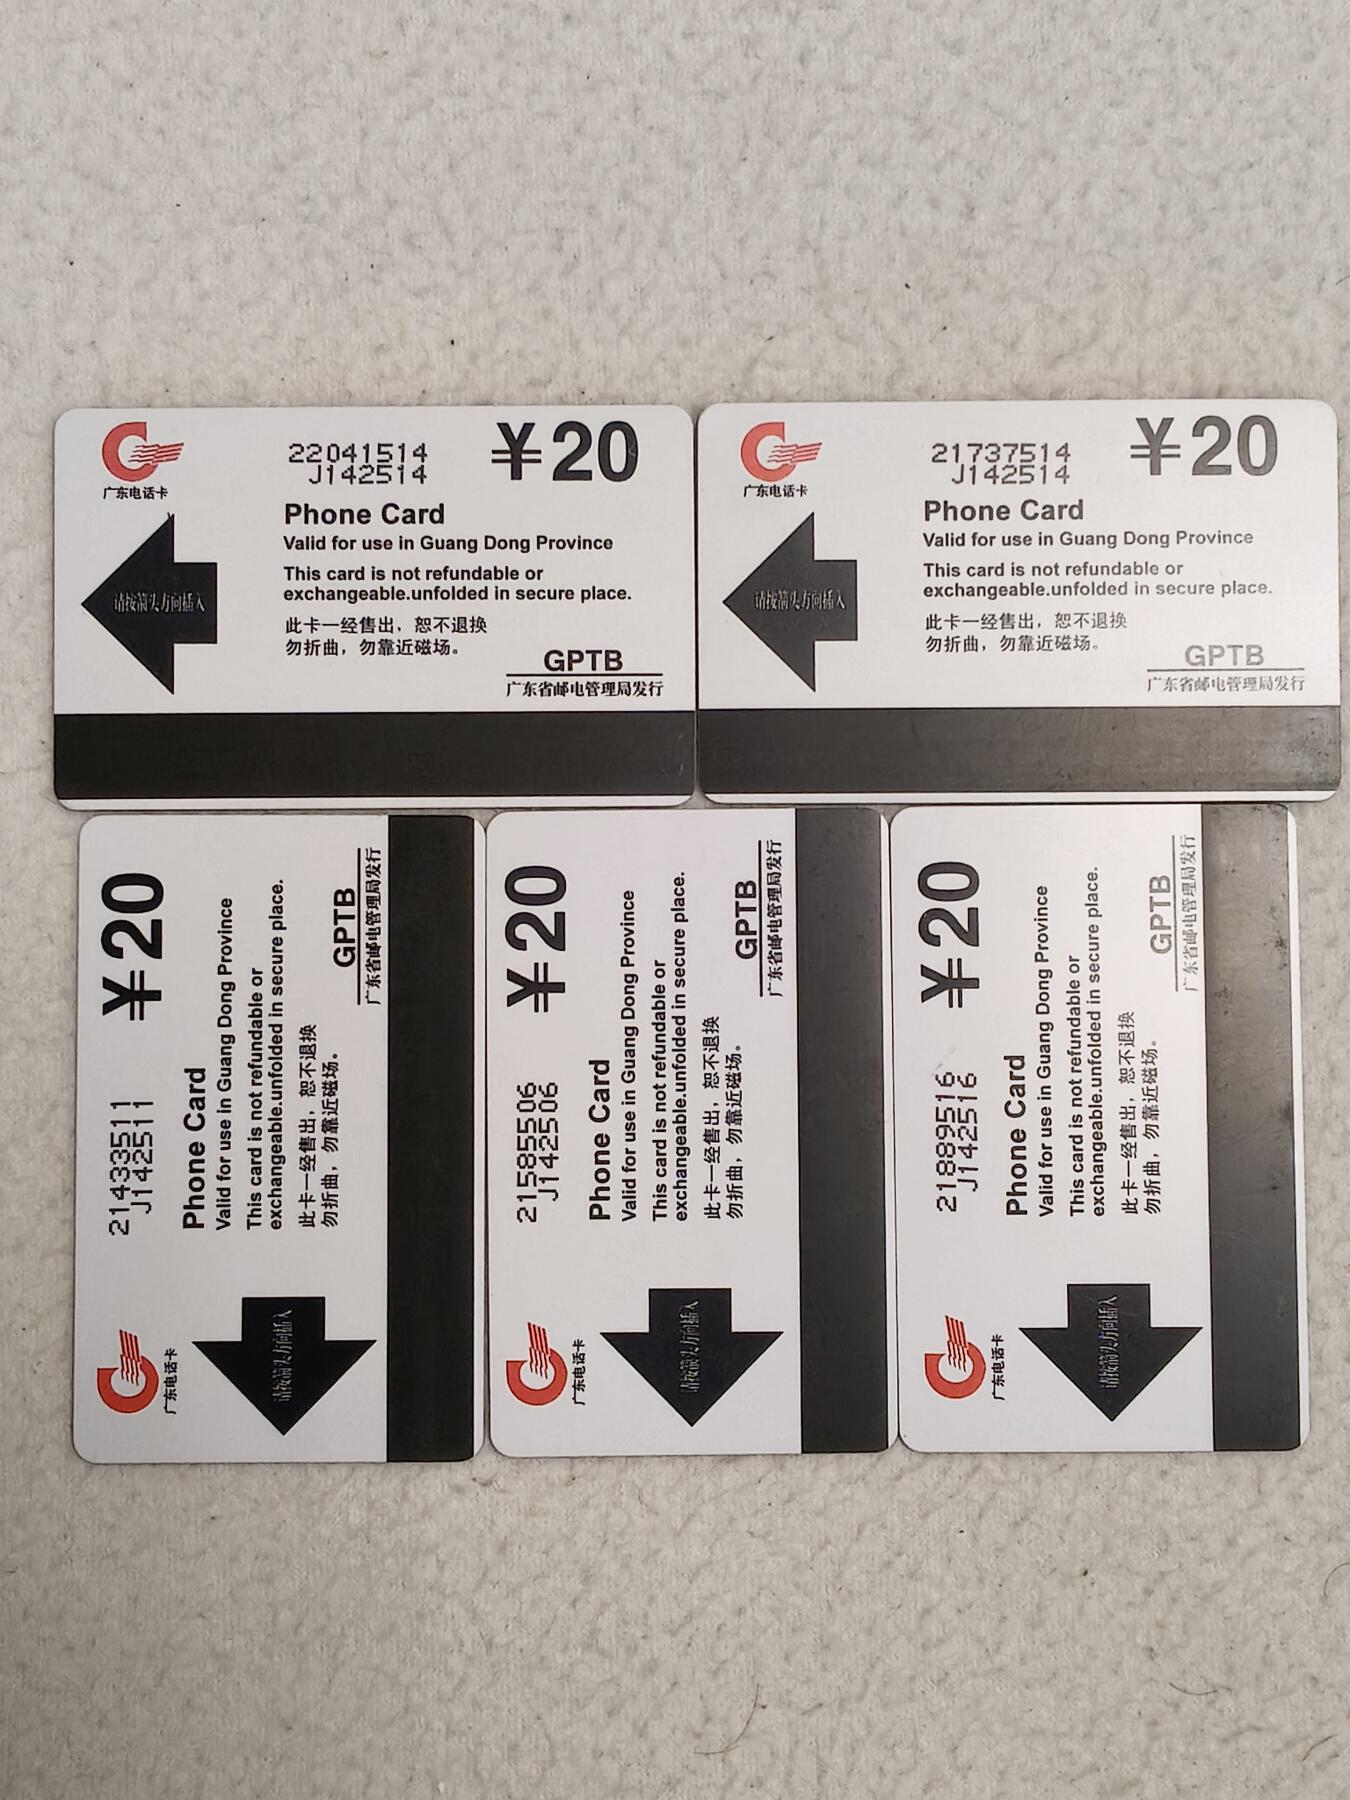 广东电话卡
22041514
J142514
¥20
Phone Card
Valid for use in Guang Dong Province
This card is not refundable or
exchangeable.unfolded in secure place.
此卡一经售出，恕不退换
勿折曲，勿靠近磁场。
请按箭头方向插入
GPTB
广东省邮电管理局发行
广东电话卡
21737514
J142514
¥20
Phone Card
Valid for use in Guang Dong Province
This card is not refundable or
exchangeable.unfolded in secure place.
此卡一经售出，恕不退换
勿折曲，勿靠近磁场。
请按箭头方向插入
GPTB
广东省邮电管理局发行
广东电话卡
21433511
J142511
¥20
Phone Card
Valid for use in Guang Dong Province
This card is not refundable or
exchangeable.unfolded in secure place.
此卡一经售出，恕不退换
勿折曲，勿靠近磁场。
请按箭头方向插入
GPTB
广东省邮电管理局发行
广东电话卡
21585506
J142506
¥20
Phone Card
Valid for use in Guang Dong Province
This card is not refundable or
exchangeable.unfolded in secure place.
此卡一经售出，恕不退换
勿折曲，勿靠近磁场。
请按箭头方向插入
GPTB
广东省邮电管理局发行
广东电话卡
21889516
J142516
¥20
Phone Card
Valid for use in Guang Dong Province
This card is not refundable or
exchangeable.unfolded in secure place.
此卡一经售出，恕不退换
勿折曲，勿靠近磁场。
请按箭头方向插入
GPTB
广东省邮电管理局发行